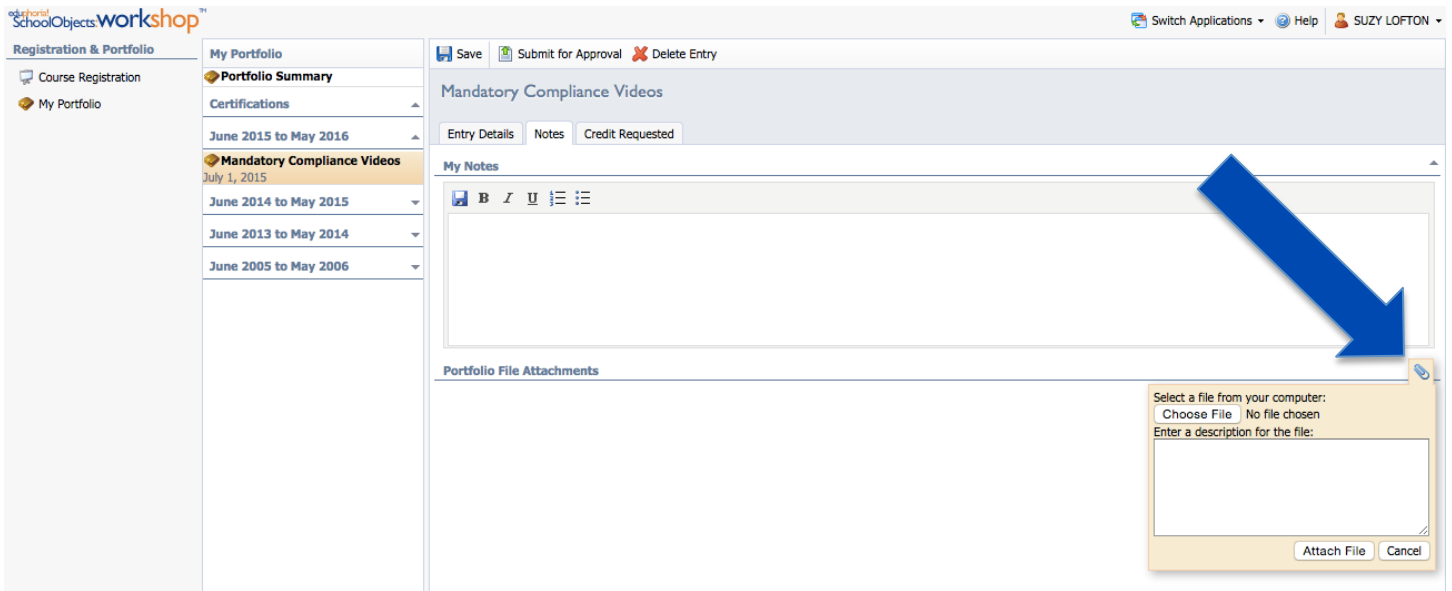 eduphoria!
SchoolObjects:workshop™
Switch Applications
Help
SUZY LOFTON
Registration & Portfolio
Course Registration
My Portfolio
My Portfolio
Portfolio Summary
Certifications
June 2015 to May 2016
Mandatory Compliance Videos
July 1, 2015
June 2014 to May 2015
June 2013 to May 2014
June 2005 to May 2006
Save Submit for Approval Delete Entry
Mandatory Compliance Videos
Entry Details Notes Credit Requested
My Notes
B I U
Portfolio File Attachments
Select a file from your computer:
Choose File No file chosen
Enter a description for the file:
Attach File Cancel